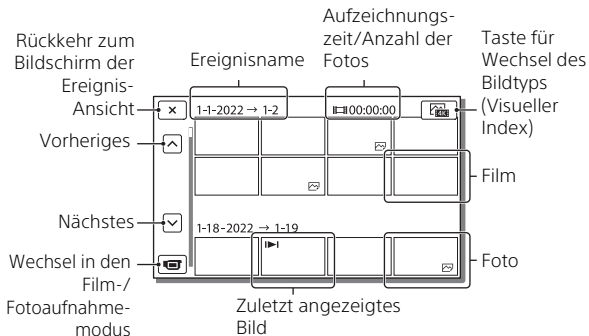 Rückkehr zum
Bildschirm der
Ereignis-
Ansicht
Ereignisname
Aufzeichnungs-
zeit/Anzahl der
Fotos
Taste für
Wechsel des
Bildtyps
(Visueller
Index)
1-1-2022 → 1-2
00:00:00
4K
Vorheriges
Film
Nächstes
1-18-2022 → 1-19
Wechsel in den
Film-/
Fotoaufnahme-
modus
Foto
Zuletzt angezeigtes
Bild